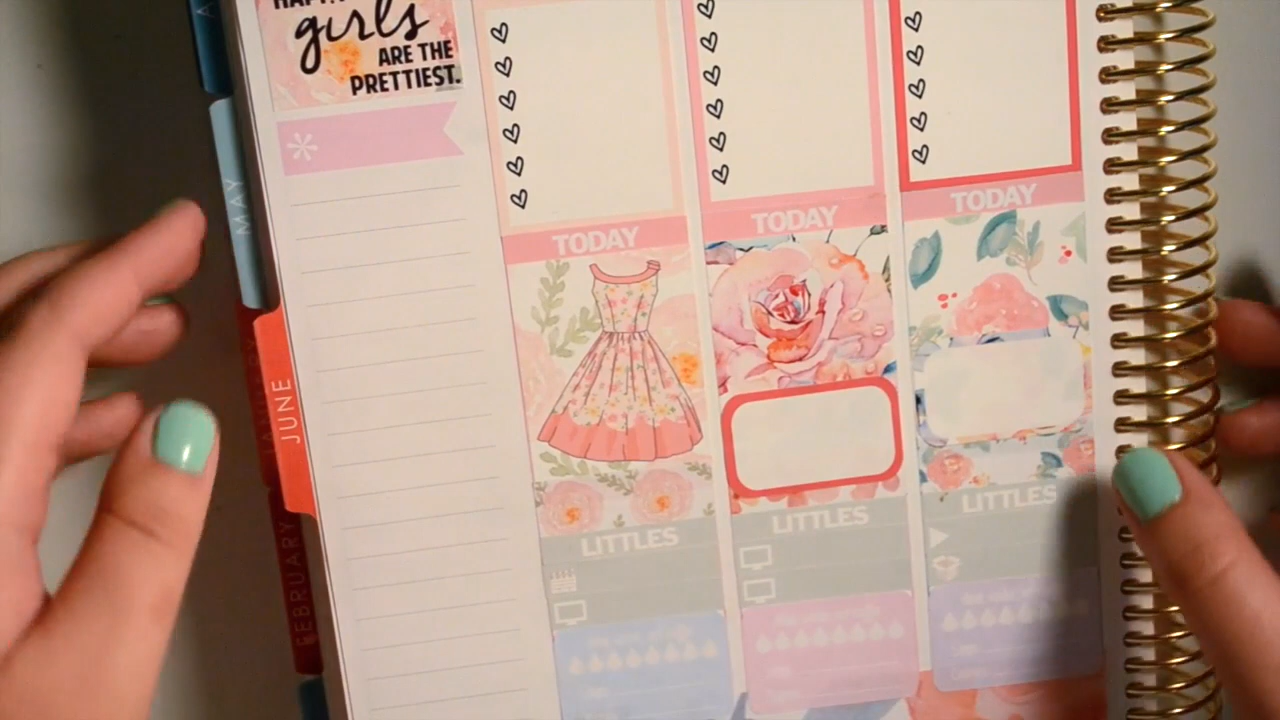 girls
ARE THE
PRETTIEST.
TODAY
TODAY
TODAY
LITTLES
LITTLES
LITTLES
MAY
JUNE
FEBRUARY